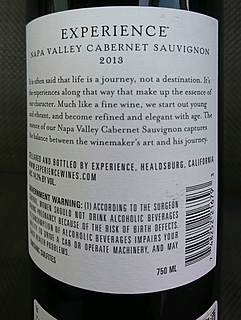 EXPERIENCE™
NAPA VALLEY CABERNET SAUVIGNON
2013
is often said that life is a journey, not a destination. It's
the experiences along that way that make up the essence of
our character. Much like a fine wine, we start out young
and vibrant, and become refined and elegant with age. The
essence of our Napa Valley Cabernet Sauvignon captures
the balance between the winemaker's art and his journey.
CELLARED AND BOTTLED BY EXPERIENCE, HEALDSBURG, CALIFORNIA
WWW.EXPERIENCEWINES.COM
ALC. 14.2% BY VOL.
GOVERNMENT WARNING: (1) ACCORDING TO THE SURGEON
GENERAL, WOMEN SHOULD NOT DRINK ALCOHOLIC BEVERAGES
DURING PREGNANCY BECAUSE OF THE RISK OF BIRTH DEFECTS.
ALCOHOLIC BEVERAGES IMPAIRS YOUR
ABILITY TO DRIVE A CAR OR OPERATE MACHINERY, AND MAY
HEALTH PROBLEMS.
SULFITES
750 ML